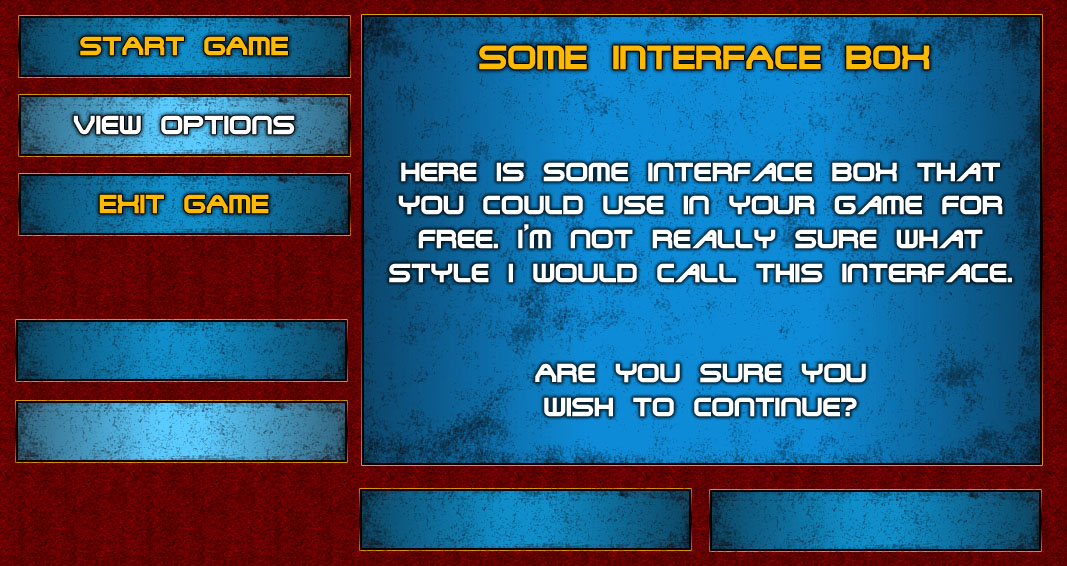 START GAME
VIEW OPTIONS
EXIT GAME
SOME INTERFACE BOX
HERE IS SOME INTERFACE BOX THAT
YOU COULD USE IN YOUR GAME FOR
FREE. I'M NOT REALLY SURE WHAT
STYLE I WOULD CALL THIS INTERFACE.
ARE YOU SURE YOU
WISH TO CONTINUE?